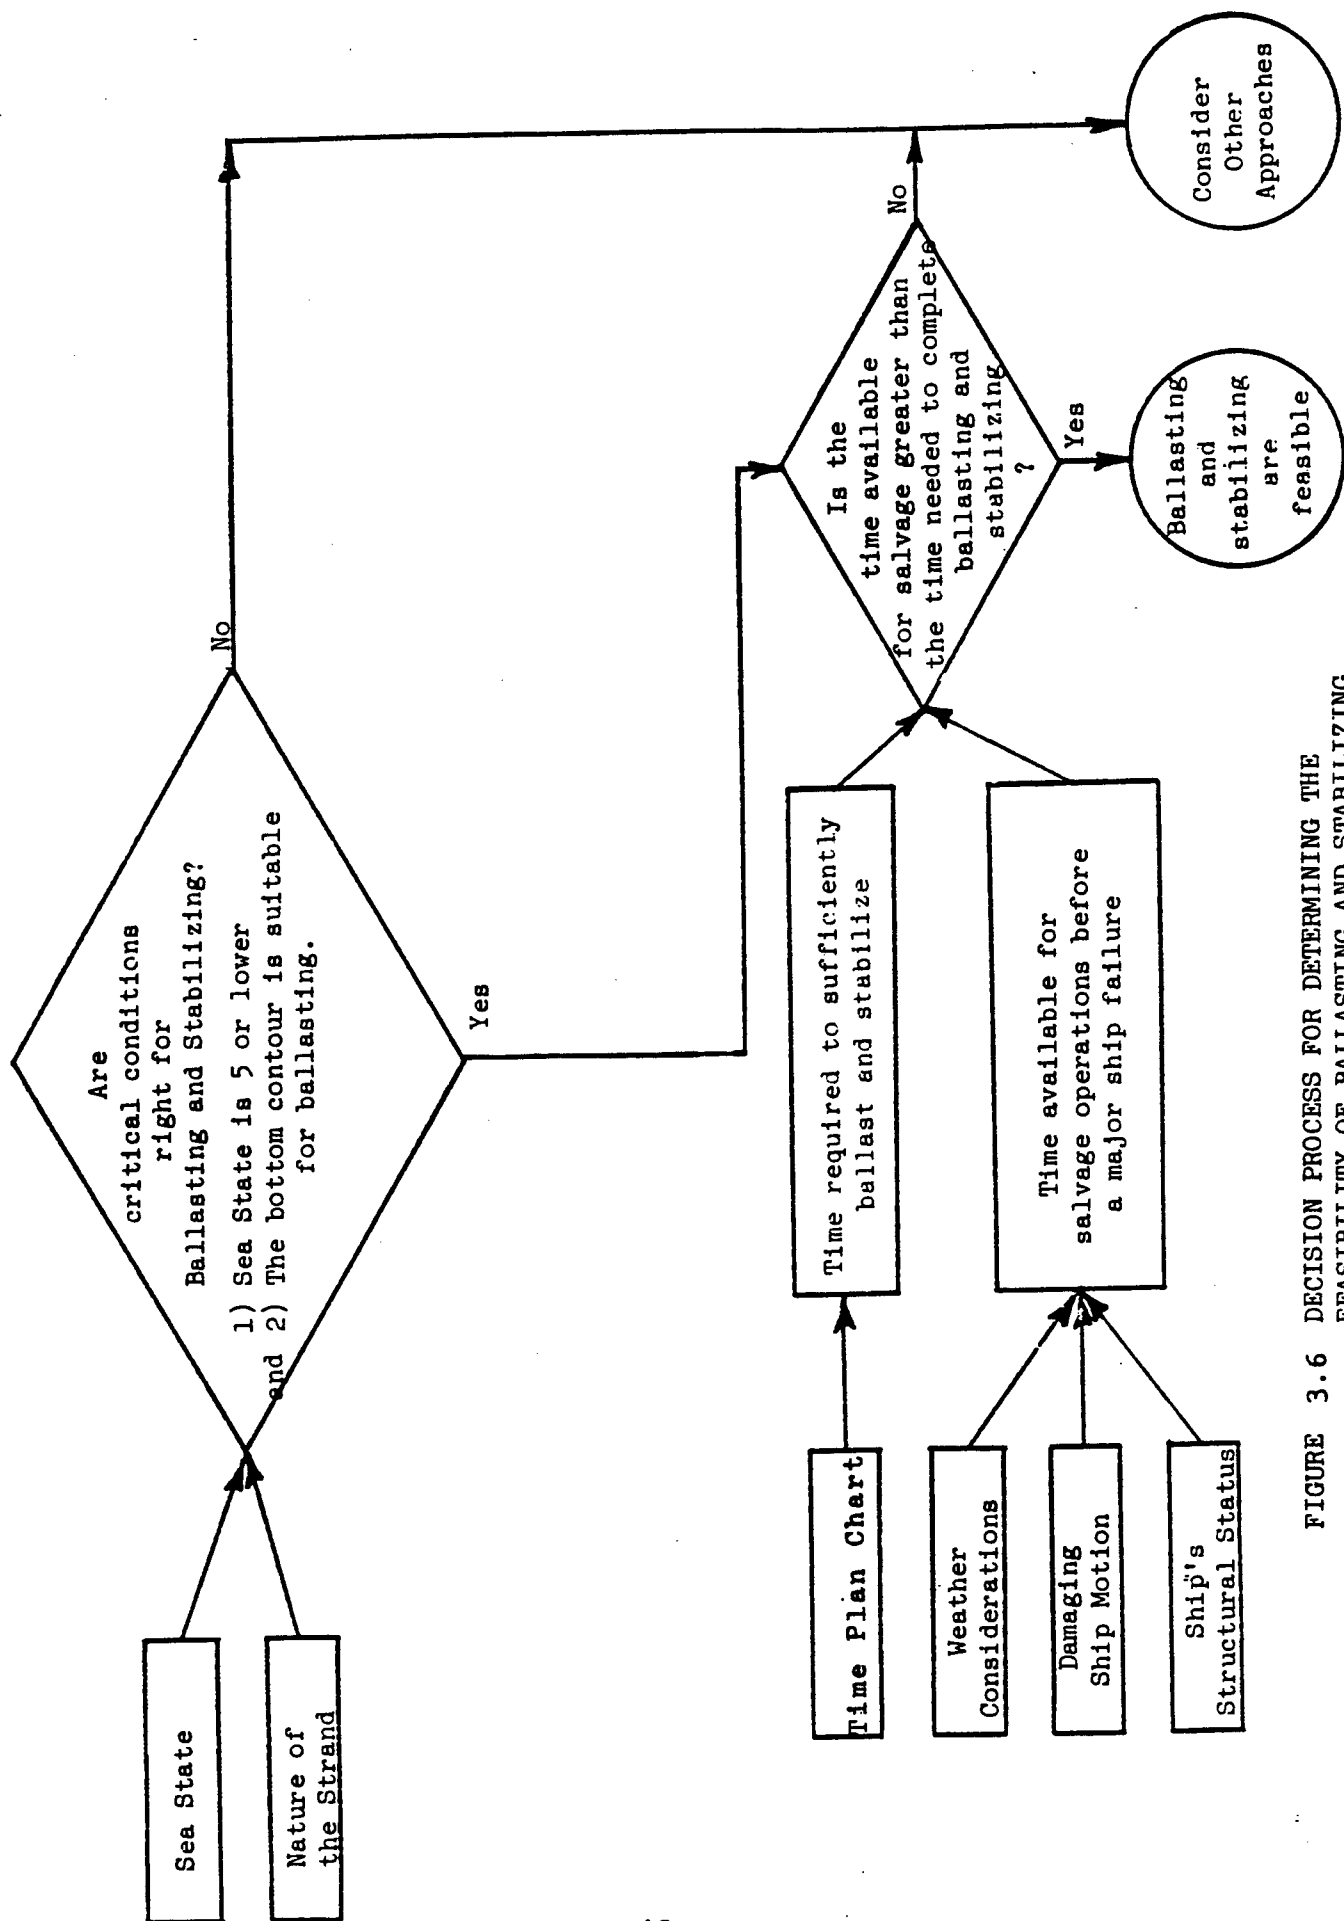 Sea State
Nature of
the Strand
Are
critical conditions
right for
Ballasting and Stabilizing?
1) Sea State is 5 or lower
and 2) The bottom contour is suitable
for ballasting.
No
Yes
Time Plan Chart
Weather
Considerations
Damaging
Ship Motion
Ship's
Structural Status
Time required to sufficiently
ballast and stabilize
Time available for
salvage operations before
a major ship failure
Is the
time available
for salvage greater than
the time needed to complete
ballasting and
stabilizing
?
No
Yes
Ballasting
and
stabilizing
are
feasible
Consider
Other
Approaches
FIGURE 3.6 DECISION PROCESS FOR DETERMINING THE
FEASIBILITY OF BALLASTING AND STABILIZING